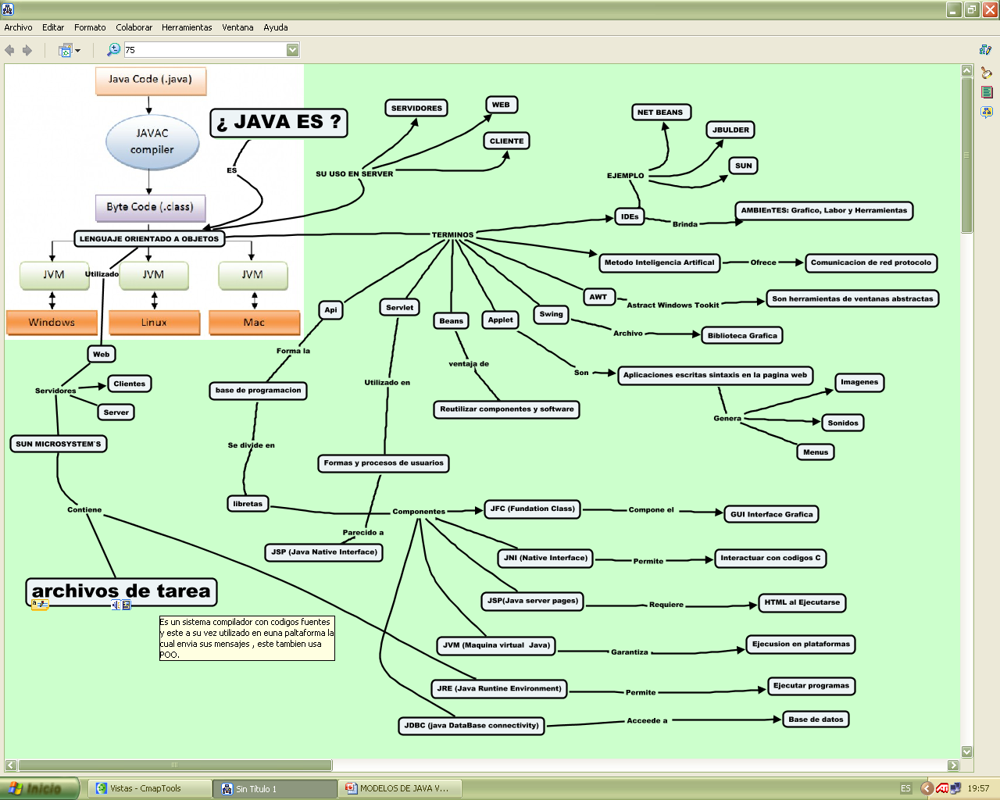 Archivo Editar Formato Colaborar Herramientas Ventana Ayuda
75
Java Code (.java)
JAVAC
compiler
Byte Code (.class)
JVM
JVM
JVM
Windows
Linux
Mac
¿ JAVA ES ?
ES
LENGUAJE ORIENTADO A OBJETOS
SU USO EN SERVER
SERVIDORES
WEB
CLIENTE
NET BEANS
JBULDER
SUN
EJEMPLO
IDEs
Brinda
AMBIEnTES: Grafico, Labor y Herramientas
TERMINOS
Metodo Inteligencia Artifical
Ofrece
Comunicacion de red protocolo
AWT
Astract Windows Tookit
Son herramientas de ventanas abstractas
Swing
Archivo
Biblioteca Grafica
Applet
Son
Aplicaciones escritas sintaxis en la pagina web
Genera
Imagenes
Sonidos
Menus
Beans
ventaja de
Reutilizar componentes y software
Servlet
Utilizado en
Formas y procesos de usuarios
Parecido a
JSP (Java Native Interface)
Api
Forma la
base de programacion
Se divide en
libretas
Componentes
JFC (Fundation Class)
Compone el
GUI Interface Grafica
JNI (Native Interface)
Permite
Interactuar con codigos C
JSP(Java server pages)
Requiere
HTML al Ejecutarse
JVM (Maquina virtual Java)
Garantiza
Ejecusion en plataformas
JRE (Java Runtine Environment)
Permite
Ejecutar programas
JDBC (java DataBase connectivity)
Acceede a
Base de datos
Utilizado
Web
Servidores
Clientes
Server
SUN MICROSYSTEM`S
Contiene
archivos de tarea
Es un sistema compilador con codigos fuentes
y este a su vez utilizado en euna paltaforma la
cual envia sus mensajes , este tambien usa
POO.
Inicio
Vistas - CmapTools
Sin Título 1
MODELOS DE JAVA V...
ES
19:57